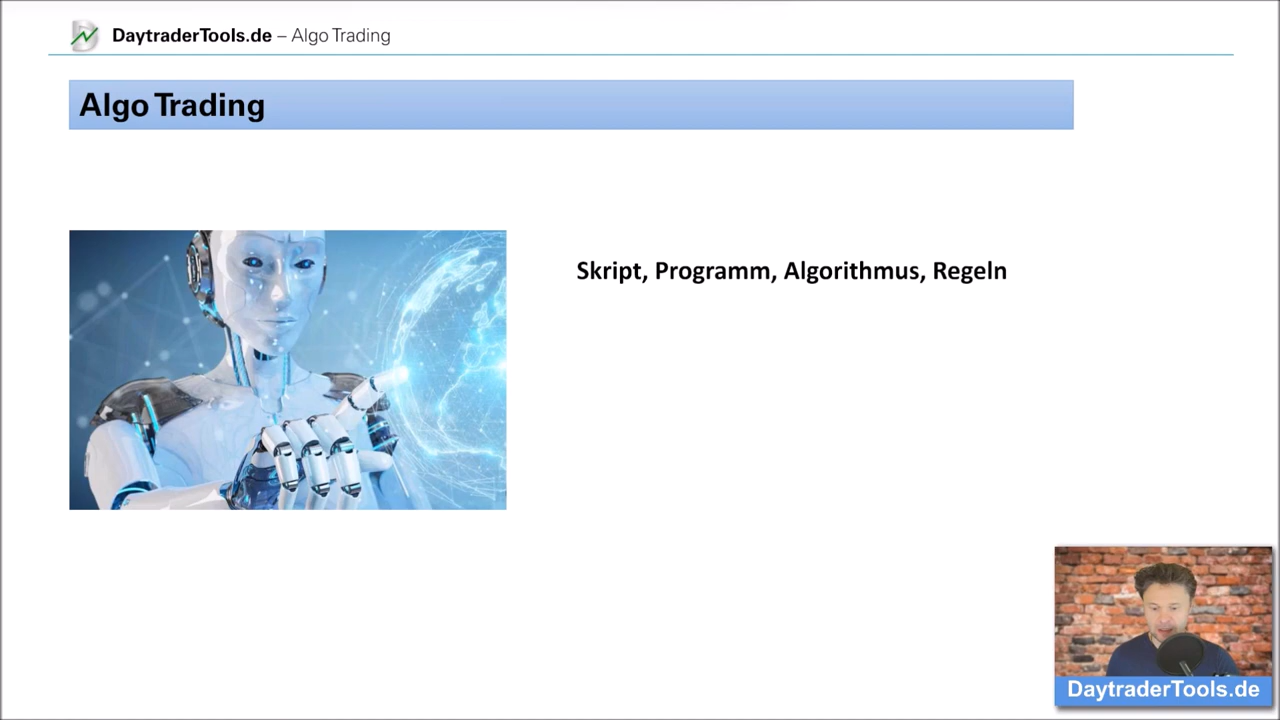 DaytraderTools.de – Algo Trading
Algo Trading
Skript, Programm, Algorithmus, Regeln
DaytraderTools.de